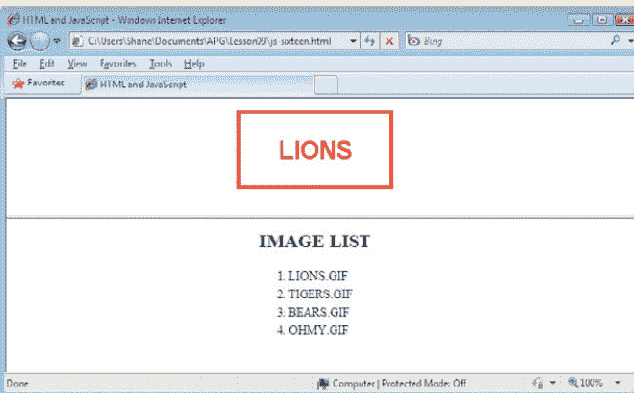 HTML and JavaScript - Windows Internet Explorer
C:\Users\Shane\Documents\APG\Lesson09\js-sixteen.html
Bing
File Edit View Favorites Tools Help
Favorites
HTML and JavaScript
LIONS
IMAGE LIST
1. LIONS.GIF
2. TIGERS.GIF
3. BEARS.GIF
4. OHMY.GIF
Done
Computer | Protected Mode: Off
100%